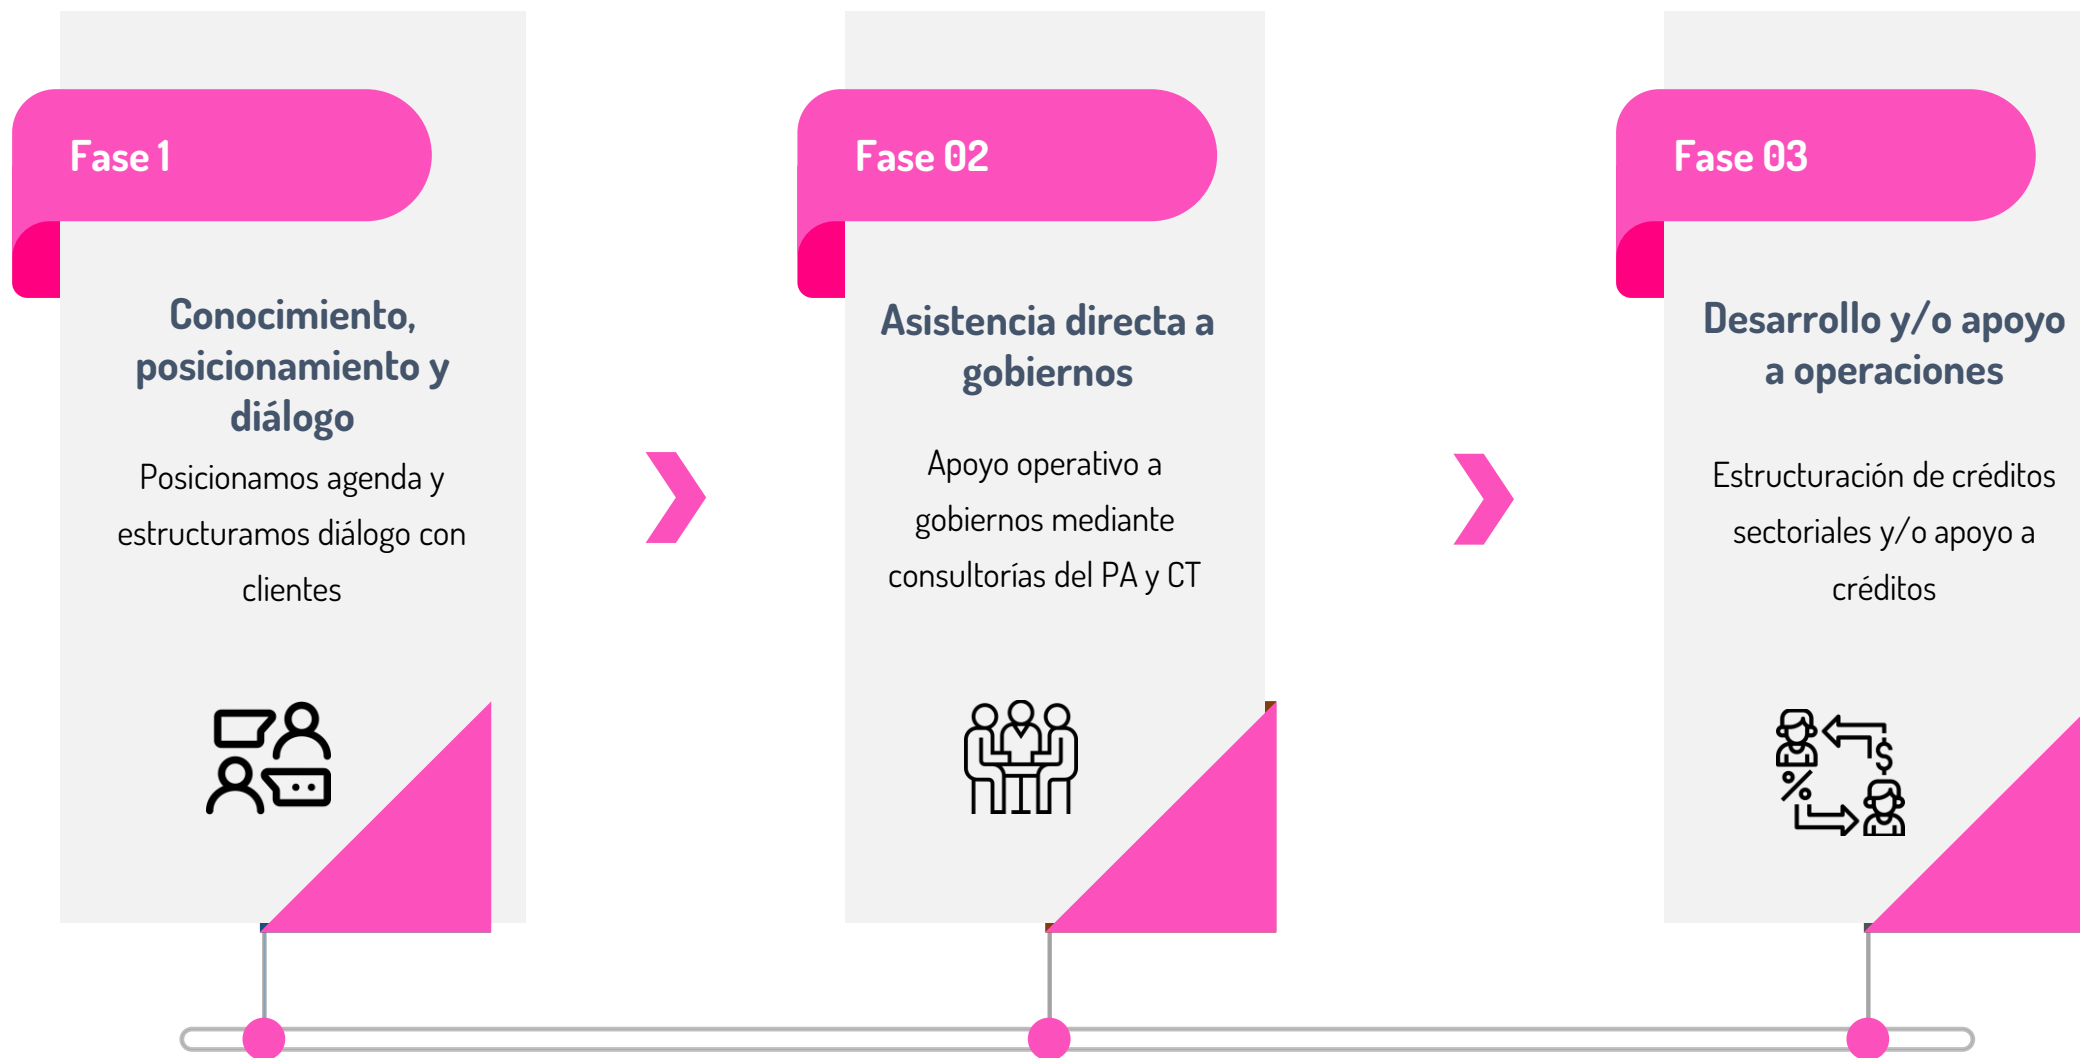 Fase 1
Conocimiento,
posicionamiento y
diálogo
Posicionamos agenda y
estructuramos diálogo con
clientes
Fase 02
Asistencia directa a
gobiernos
Apoyo operativo a
gobiernos mediante
consultorías del PA y CT
Fase 03
Desarrollo y/o apoyo
a operaciones
Estructuración de créditos
sectoriales y/o apoyo a
créditos